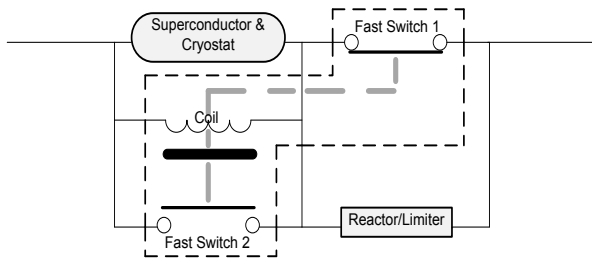 Superconductor &
Cryostat
Fast Switch 1
Coil
Reactor/Limiter
Fast Switch 2